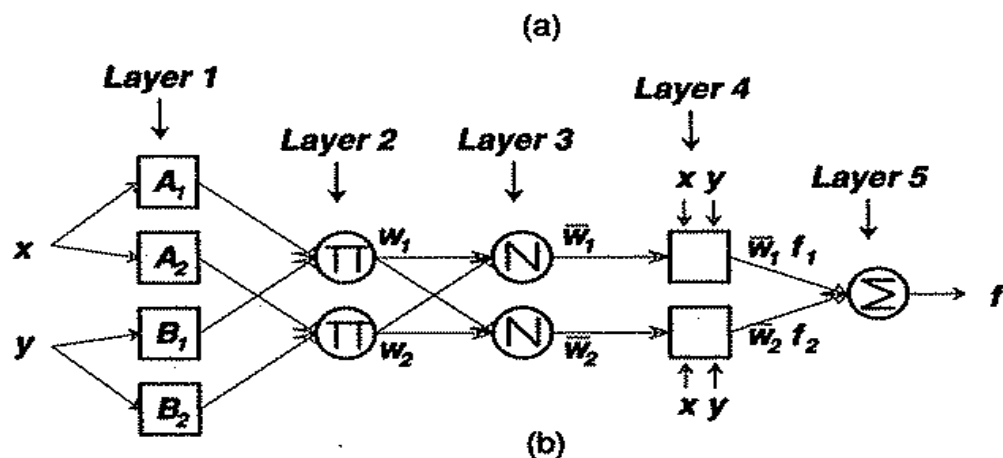 (a)
Layer 1
Layer 2
Layer 3
Layer 4
Layer 5
x y
x
y
A₁
A₂
B₁
B₂
Π
Π
w₁
w₂
N
N
w̅₁
w̅₂
w̅₁ f₁
w̅₂ f₂
x y
Σ
f
(b)